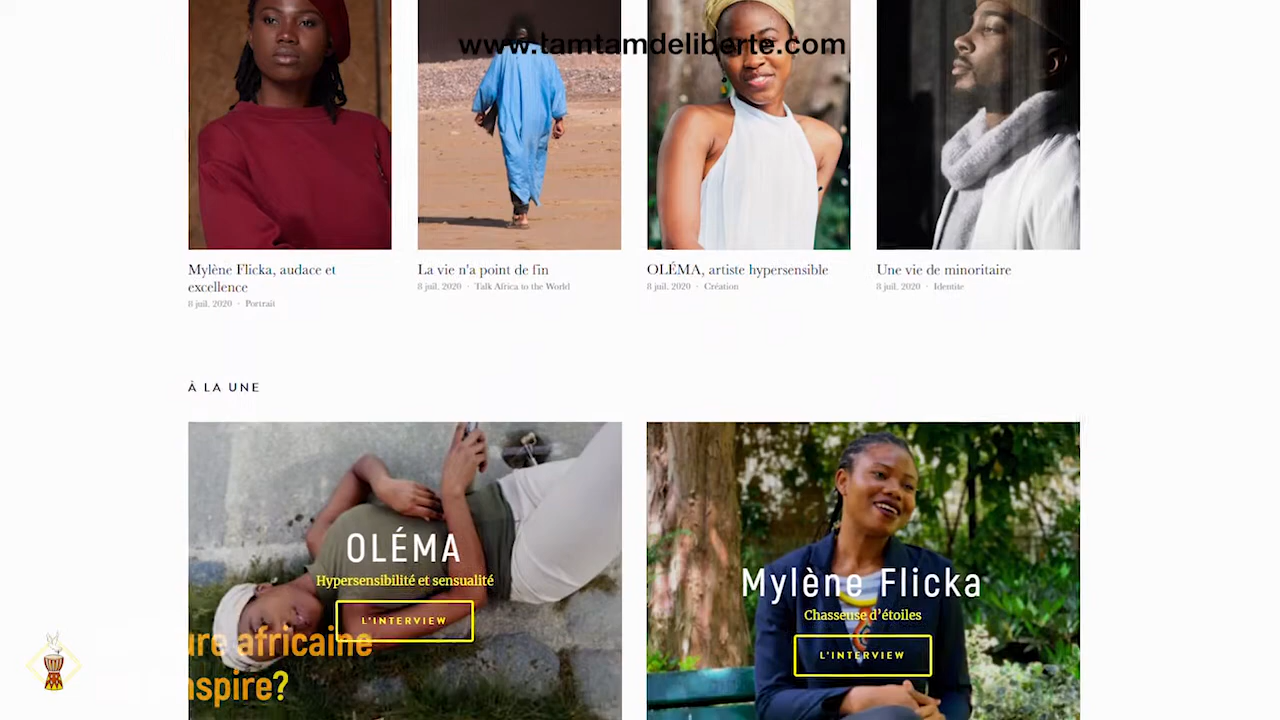 www.tamtamdeliberte.com
Mylène Flicka, audace et
excellence
8 juil. 2020 · Portrait
La vie n'a point de fin
8 juil. 2020 · Talk Africa to the World
OLÉMA, artiste hypersensible
8 juil. 2020 · Création
Une vie de minoritaire
8 juil. 2020 · Identite
À LA UNE
OLÉMA
Hypersensibilité et sensualité
L'INTERVIEW
Mylène Flicka
Chasseuse d'étoiles
L'INTERVIEW
ure africaine
nspire?